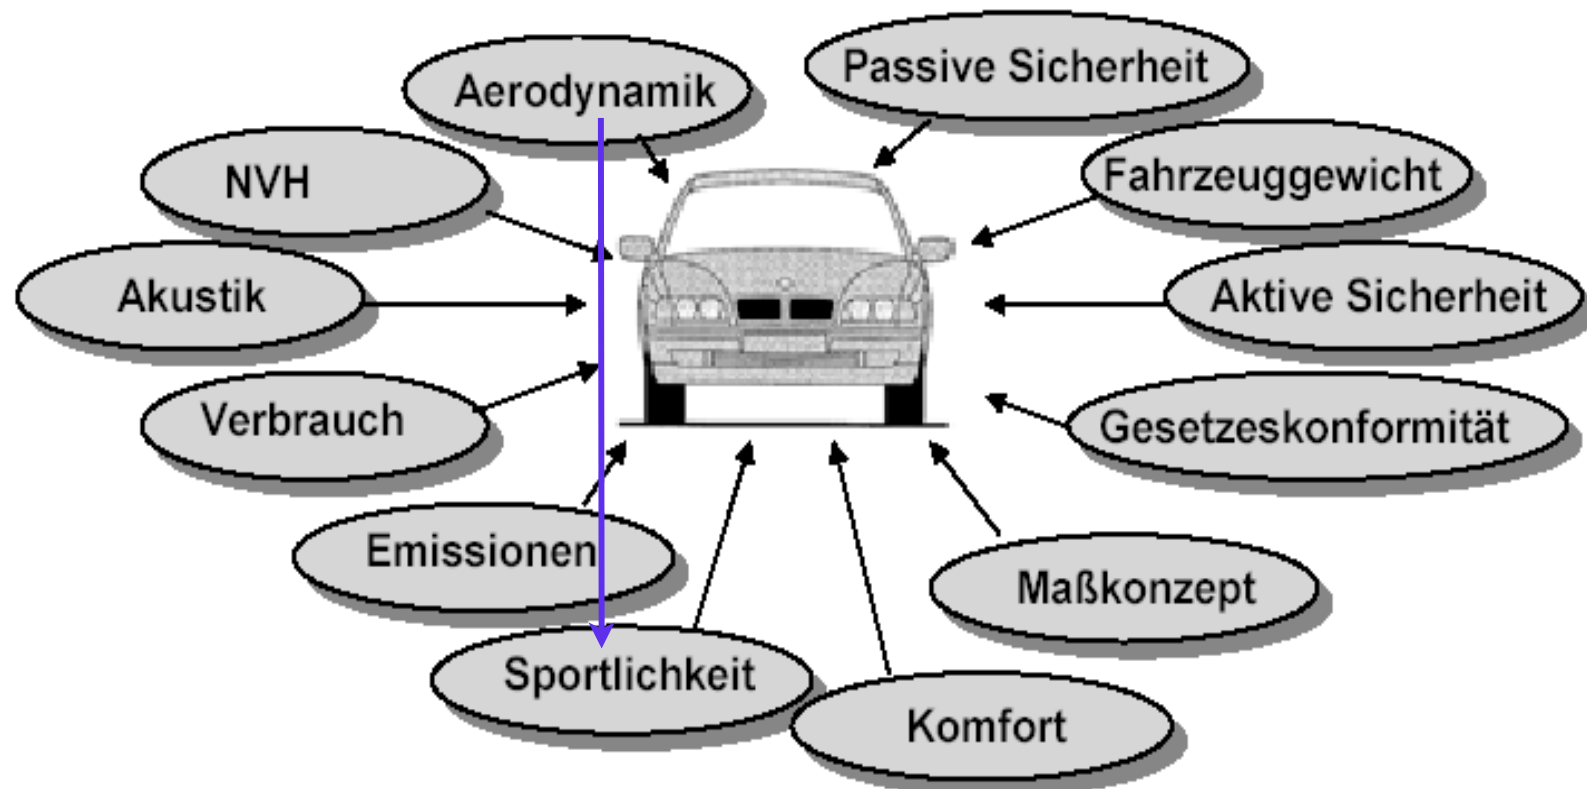 Aerodynamik
Passive Sicherheit
NVH
Fahrzeuggewicht
Akustik
Aktive Sicherheit
Verbrauch
Gesetzeskonformität
Emissionen
Maßkonzept
Sportlichkeit
Komfort